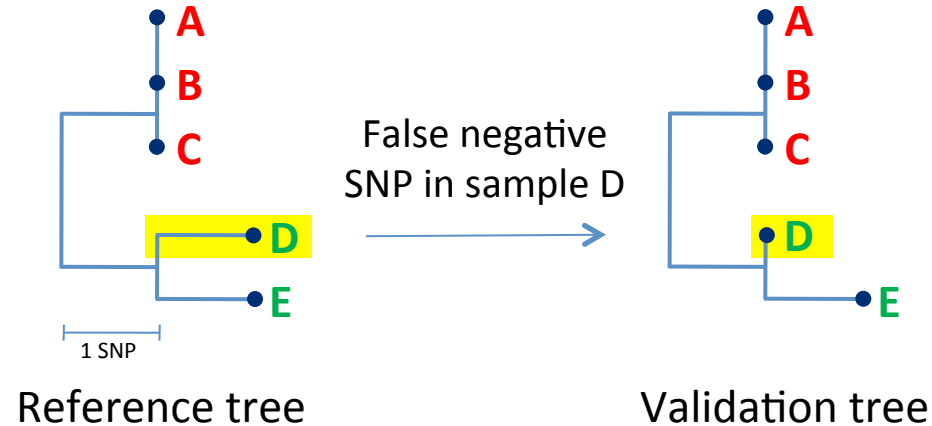 A
B
C
D
E
1 SNP
Reference tree
False negative
SNP in sample D
A
B
C
D
E
Validation tree